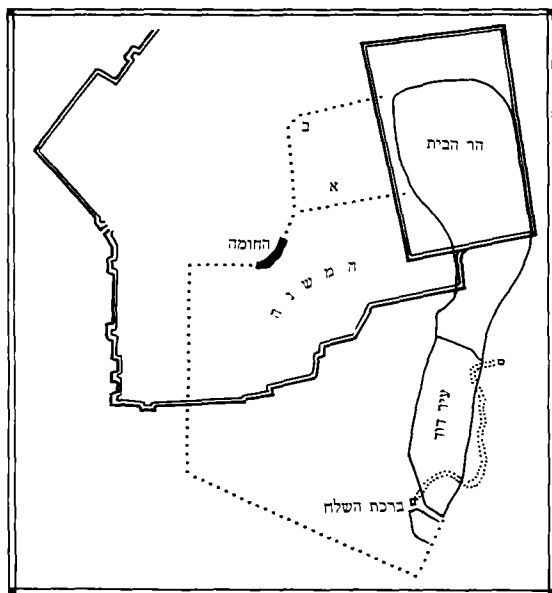 הר הבית
ב
א
החומה
המשנה
עיר דוד
ברכת השלח